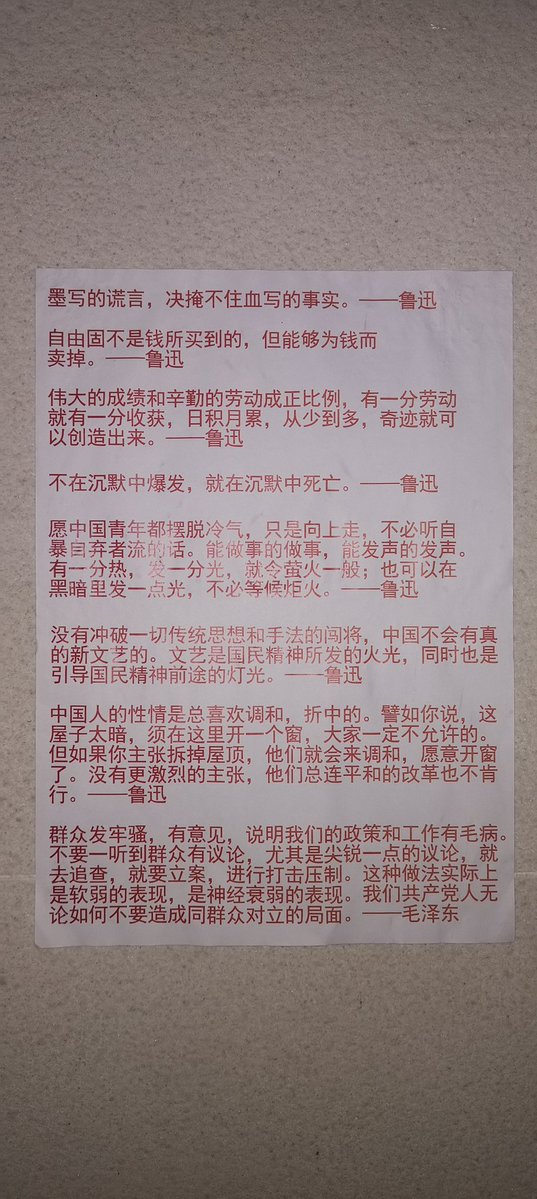 墨写的谎言，决掩不住血写的事实。——鲁迅
自由固不是钱所买到的，但能够为钱而
卖掉。——鲁迅
伟大的成绩和辛勤的劳动成正比例，有一分劳动
就有一分收获，日积月累，从少到多，奇迹就可
以创造出来。——鲁迅
不在沉默中爆发，就在沉默中死亡。——鲁迅
愿中国青年都摆脱冷气，只是向上走，不必听自
暴自弃者流的话。能做事的做事，能发声的发声。
有一分热，发一分光，就令萤火一般；也可以在
黑暗里发一点光，不必等候炬火。——鲁迅
没有冲破一切传统思想和手法的闯将，中国不会有真
的新文艺的。文艺是国民精神所发的火光，同时也是
引导国民精神前途的灯光。——鲁迅
中国人的性情是总喜欢调和，折中的。譬如你说，这
屋子太暗，须在这里开一个窗，大家一定不允许的。
但如果你主张拆掉屋顶，他们就会来调和，愿意开窗
了。没有更激烈的主张，他们总连平和的改革也不肯
行。——鲁迅
群众发牢骚，有意见，说明我们的政策和工作有毛病。
不要一听到群众有议论，尤其是尖锐一点的议论，就
去追查，就要立案，进行打击压制。这种做法实际上
是软弱的表现，是神经衰弱的表现。我们共产党人无
论如何不要造成同群众对立的局面。——毛泽东